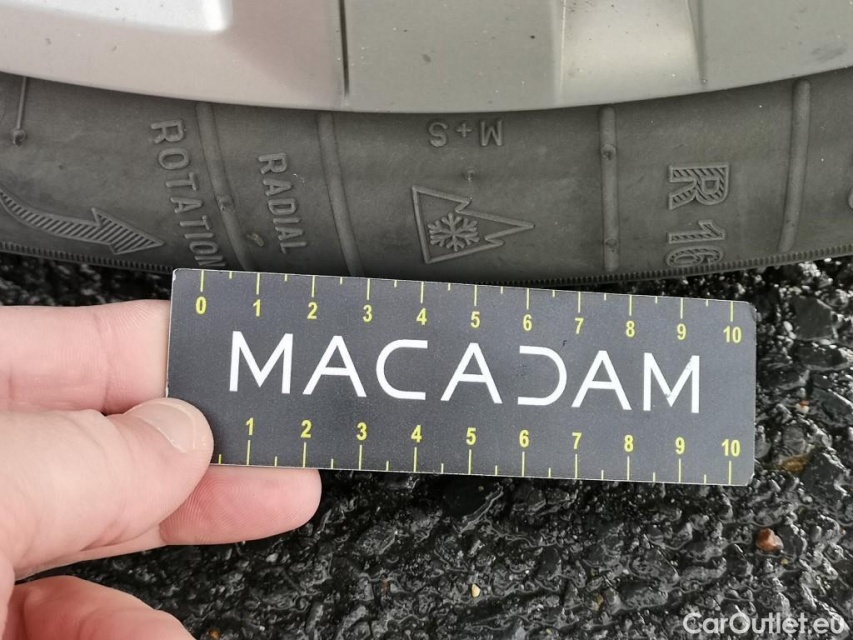 ROTATION
RADIAL
M+S
R 16
0 1 2 3 4 5 6 7 8 9 10
MACADAM
1 2 3 4 5 6 7 8 9 10
CarOutlet.eu